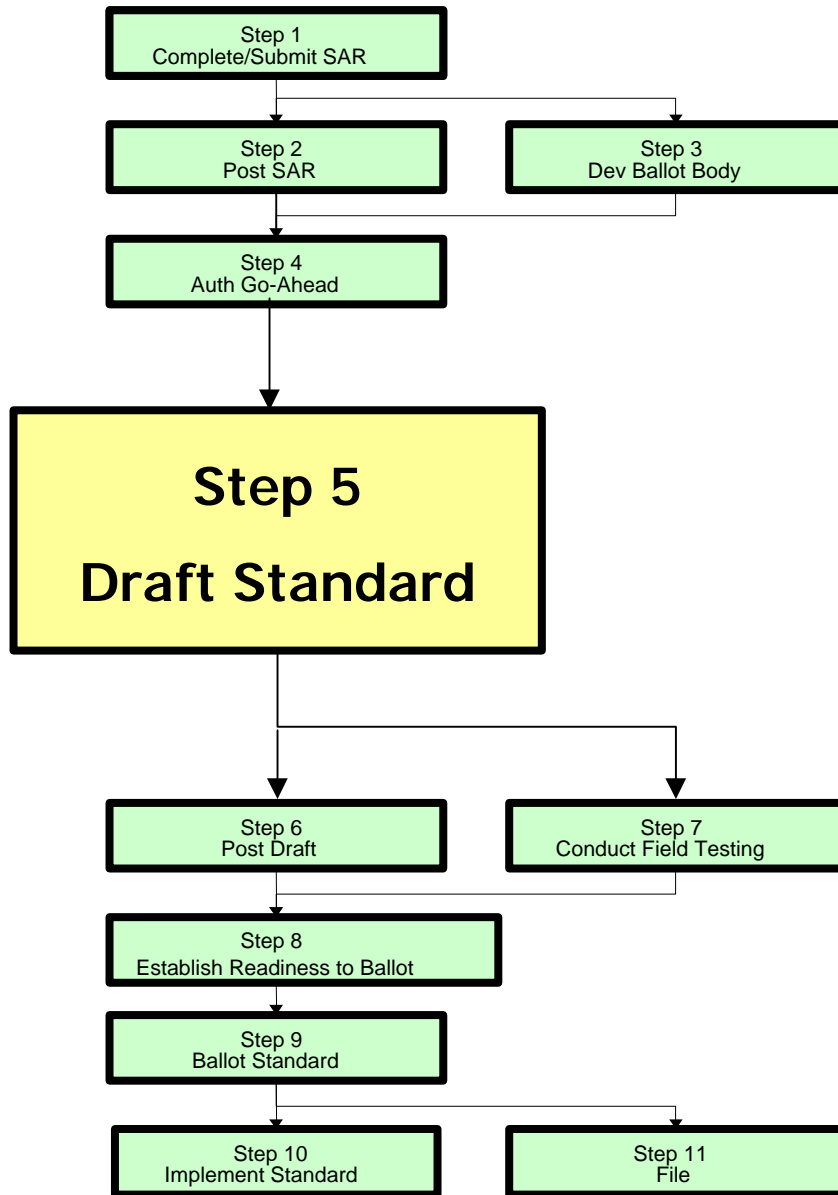 Step 1
Complete/Submit SAR
Step 2
Post SAR
Step 3
Dev Ballot Body
Step 4
Auth Go-Ahead
Step 5
Draft Standard
Step 6
Post Draft
Step 7
Conduct Field Testing
Step 8
Establish Readiness to Ballot
Step 9
Ballot Standard
Step 10
Implement Standard
Step 11
File